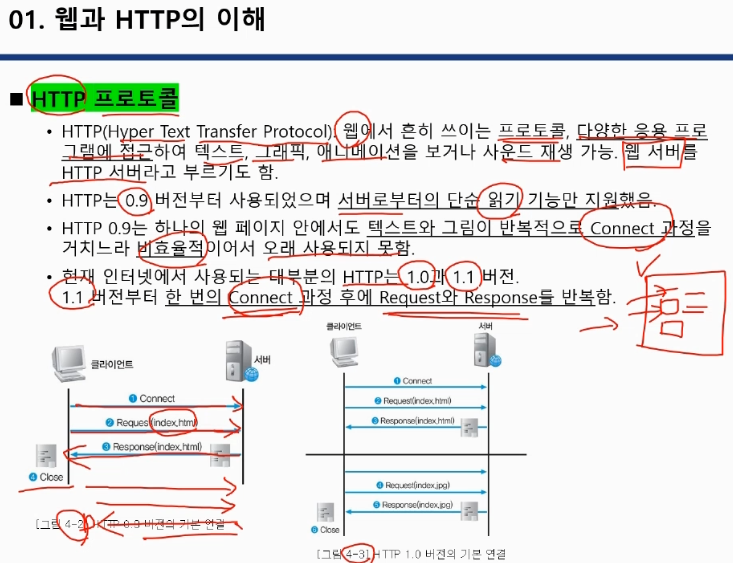 01. 웹과 HTTP의 이해
■ HTTP 프로토콜
• HTTP(Hyper Text Transfer Protocol): 웹에서 흔히 쓰이는 프로토콜, 다양한 응용 프로
그램에 접근하여 텍스트, 그래픽, 애니메이션을 보거나 사운드 재생 가능. 웹 서버를
HTTP 서버라고 부르기도 함.
• HTTP는 0.9 버전부터 사용되었으며 서버로부터의 단순 읽기 기능만 지원했음.
• HTTP 0.9는 하나의 웹 페이지 안에서도 텍스트와 그림이 반복적으로 Connect 과정을
거치느라 비효율적이어서 오래 사용되지 못함.
• 현재 인터넷에서 사용되는 대부분의 HTTP는 1.0과 1.1 버전.
1.1 버전부터 한 번의 Connect 과정 후에 Request와 Response를 반복함.
클라이언트
서버
❶ Connect
❷ Request(index.html)
❸ Response(index.html)
❹ Close
[그림 4-2] HTTP 0.9 버전의 기본 연결
클라이언트
서버
❶ Connect
❷ Request(index.html)
❸ Response(index.html)
❹ Request(index.jpg)
❺ Response(index.jpg)
❻ Close
[그림 4-3] HTTP 1.0 버전의 기본 연결